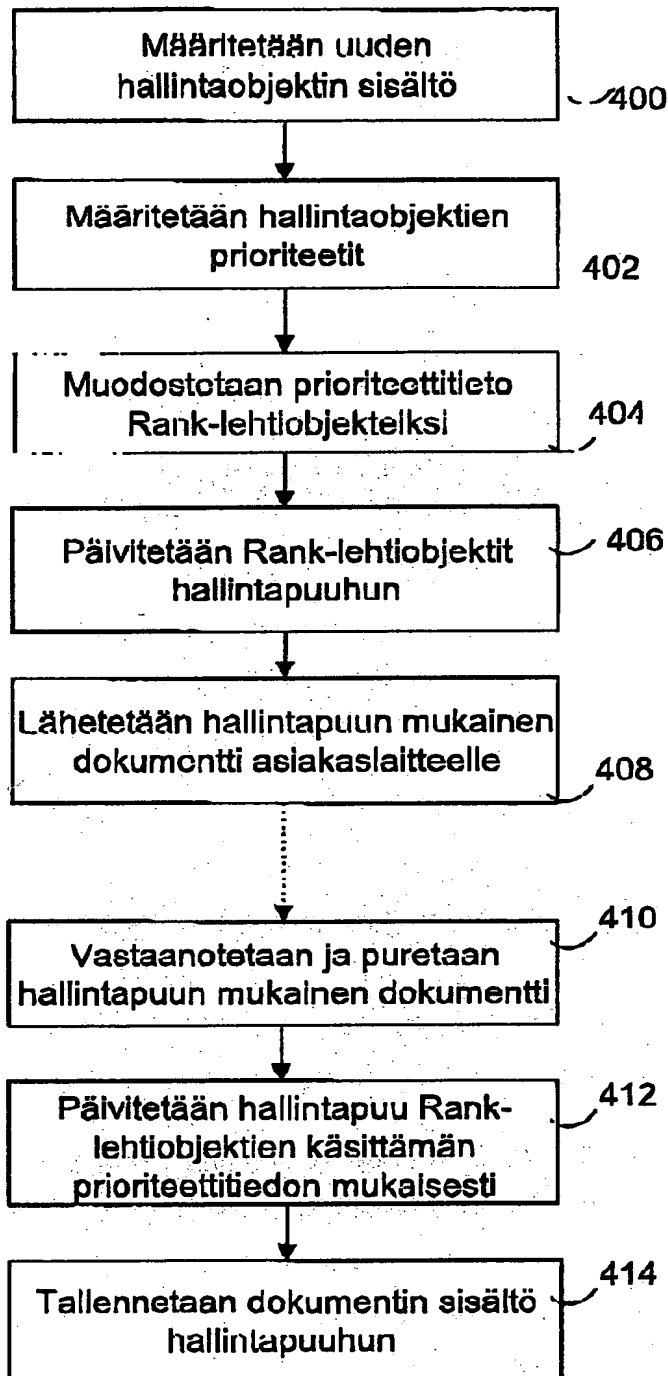 Määritetään uuden
hallintaobjektin sisältö
400
Määritetään hallintaobjektien
prioriteetit
402
Muodostetaan prioriteettitieto
Rank-lehtiobjekteiksi
404
Päivitetään Rank-lehtiobjektit
hallintapuuhun
406
Lähetetään hallintapuun mukainen
dokumentti asiakaslaitteelle
408
410
Vastaanotetaan ja puretaan
hallintapuun mukainen dokumentti
Päivitetään hallintapuu Rank-
lehtiobjektien käsittämän
prioriteettitiedon mukaisesti
412
Tallennetaan dokumentin sisältö
hallintapuuhun
414